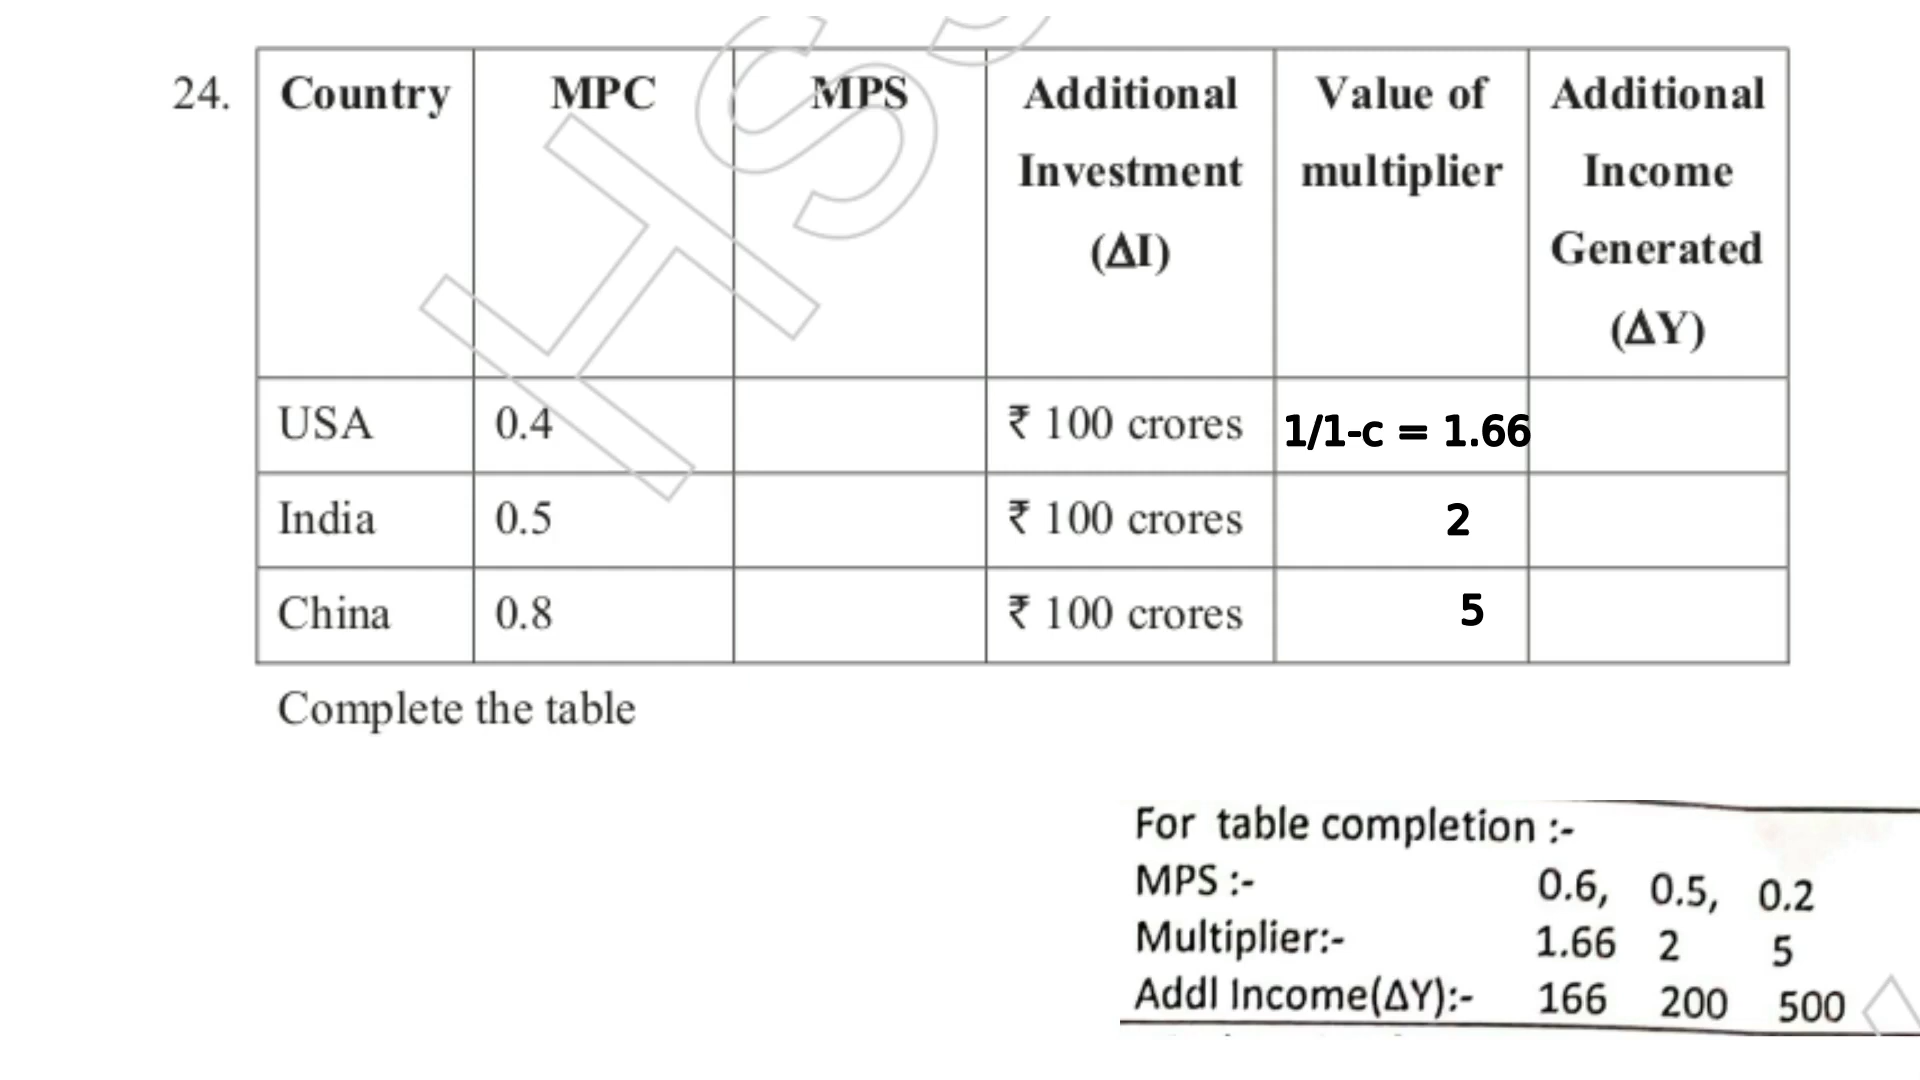 24. Country MPC MPS Additional Investment (ΔI) Value of multiplier Additional Income Generated (ΔY)
USA 0.4 ₹ 100 crores 1/1-c = 1.66
India 0.5 ₹ 100 crores 2
China 0.8 ₹ 100 crores 5
Complete the table
For table completion :-
MPS :- 0.6, 0.5, 0.2
Multiplier:- 1.66 2 5
Addl Income(ΔY):- 166 200 500